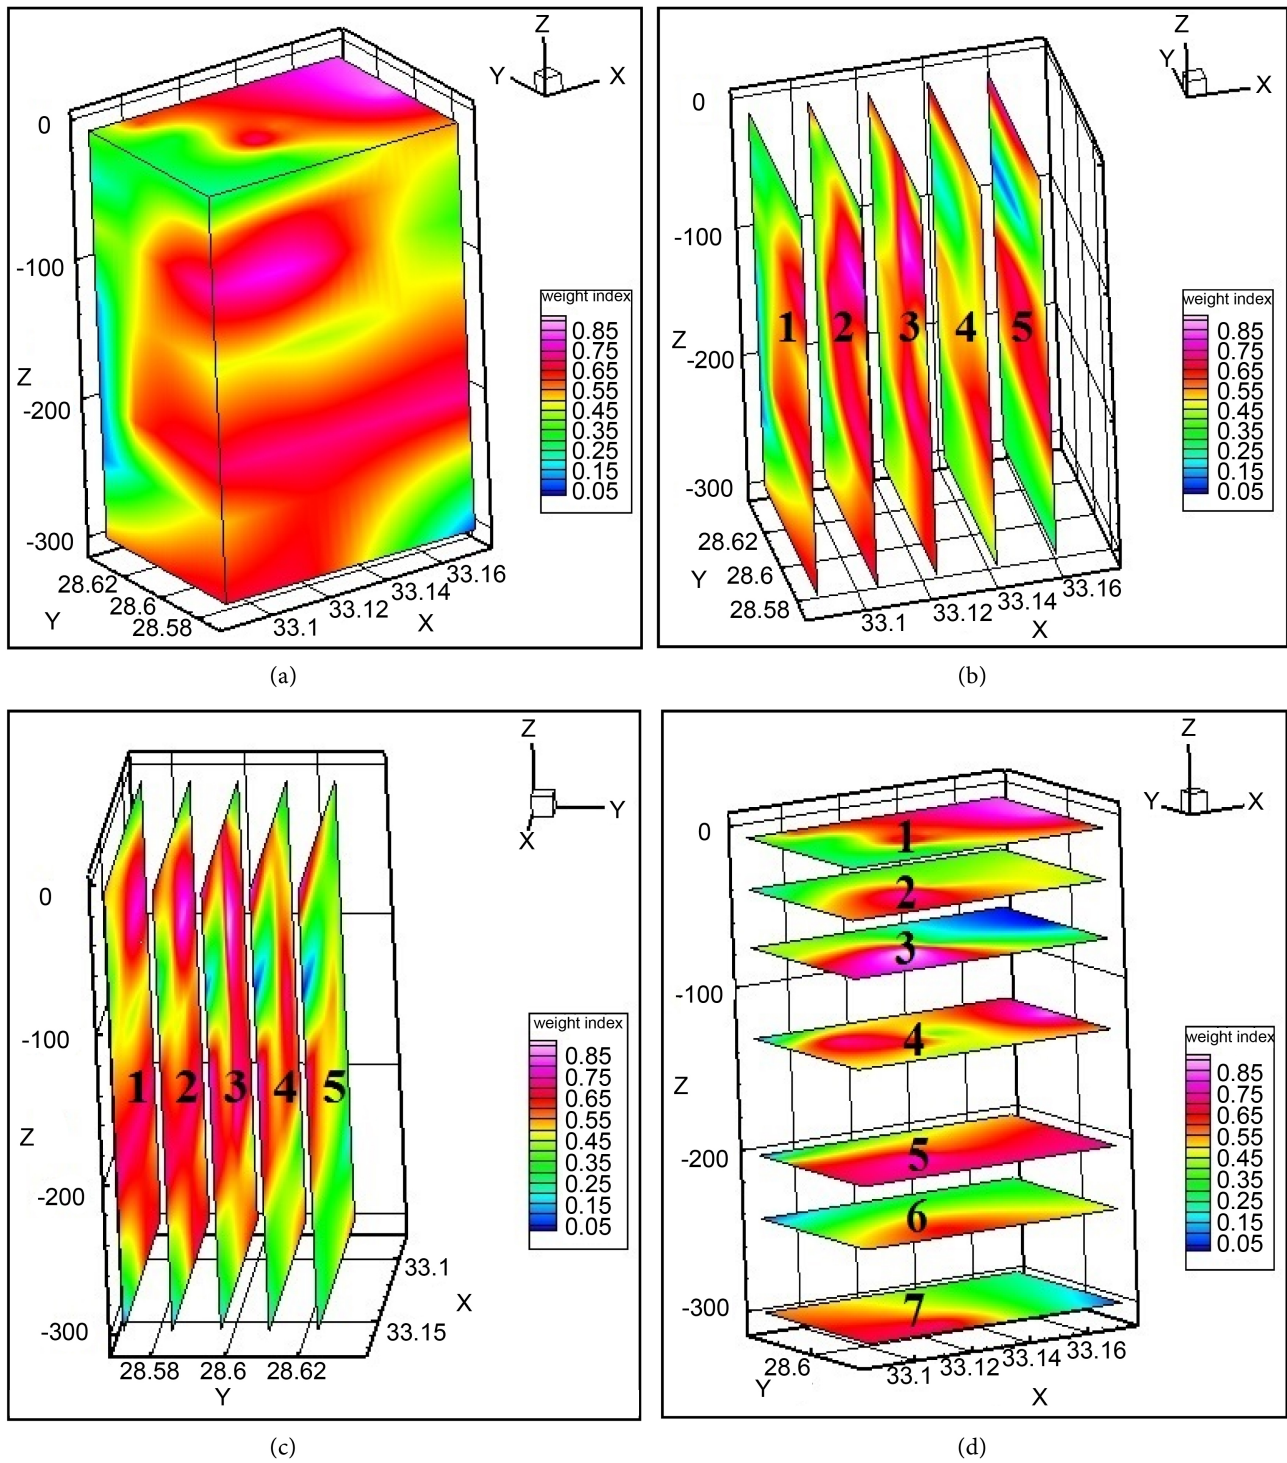 Z
Y
X
0
-100
Z
-200
-300
28.62
28.6
28.58
Y
33.1
33.12
33.14
33.16
X
weight index
0.85
0.75
0.65
0.55
0.45
0.35
0.25
0.15
0.05
(a)
Z
Y
X
0
-100
Z
-200
-300
1
2
3
4
5
28.62
28.6
28.58
Y
33.1
33.12
33.14
33.16
X
weight index
0.85
0.75
0.65
0.55
0.45
0.35
0.25
0.15
0.05
(b)
Z
Y
X
0
-100
Z
-200
-300
1
2
3
4
5
28.58
28.6
28.62
Y
33.1
33.15
X
weight index
0.85
0.75
0.65
0.55
0.45
0.35
0.25
0.15
0.05
(c)
Z
Y
X
0
-100
Z
-200
-300
1
2
3
4
5
6
7
28.6
Y
33.1
33.12
33.14
33.16
X
weight index
0.85
0.75
0.65
0.55
0.45
0.35
0.25
0.15
0.05
(d)